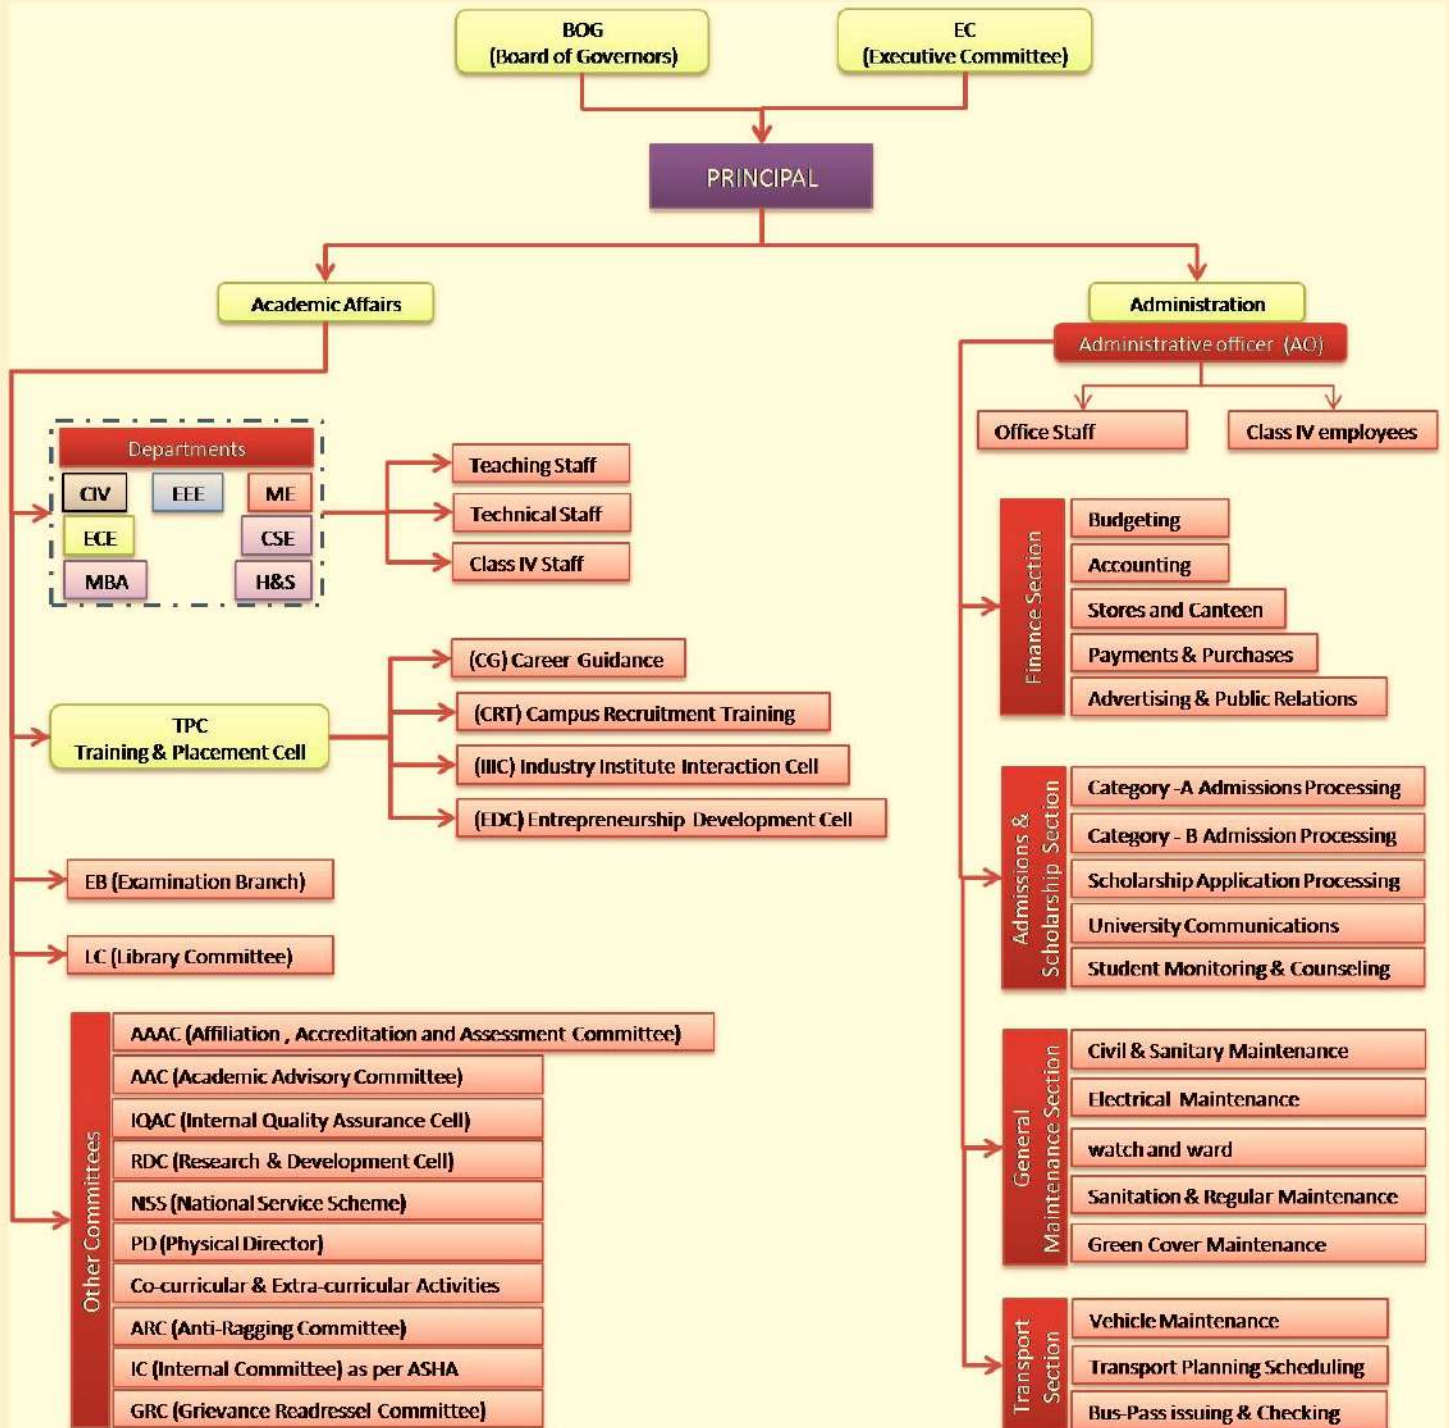 BOG
(Board of Governors)
EC
(Executive Committee)
PRINCIPAL
Academic Affairs
Administration
Administrative officer (AO)
Office Staff
Class IV employees
Departments
CIV
EEE
ME
ECE
CSE
MBA
H&S
Teaching Staff
Technical Staff
Class IV Staff
TPC
Training & Placement Cell
(CG) Career Guidance
(CRT) Campus Recruitment Training
(IIIC) Industry Institute Interaction Cell
(EDC) Entrepreneurship Development Cell
EB (Examination Branch)
LC (Library Committee)
Other Committees
AAAC (Affiliation , Accreditation and Assessment Committee)
AAC (Academic Advisory Committee)
IQAC (Internal Quality Assurance Cell)
RDC (Research & Development Cell)
NSS (National Service Scheme)
PD (Physical Director)
Co-curricular & Extra-curricular Activities
ARC (Anti-Ragging Committee)
IC (Internal Committee) as per ASHA
GRC (Grievance Readressel Committee)
Finance Section
Budgeting
Accounting
Stores and Canteen
Payments & Purchases
Advertising & Public Relations
Admissions &
Scholarship Section
Category -A Admissions Processing
Category - B Admission Processing
Scholarship Application Processing
University Communications
Student Monitoring & Counseling
General
Maintenance Section
Civil & Sanitary Maintenance
Electrical Maintenance
watch and ward
Sanitation & Regular Maintenance
Green Cover Maintenance
Transport
Section
Vehicle Maintenance
Transport Planning Scheduling
Bus-Pass issuing & Checking